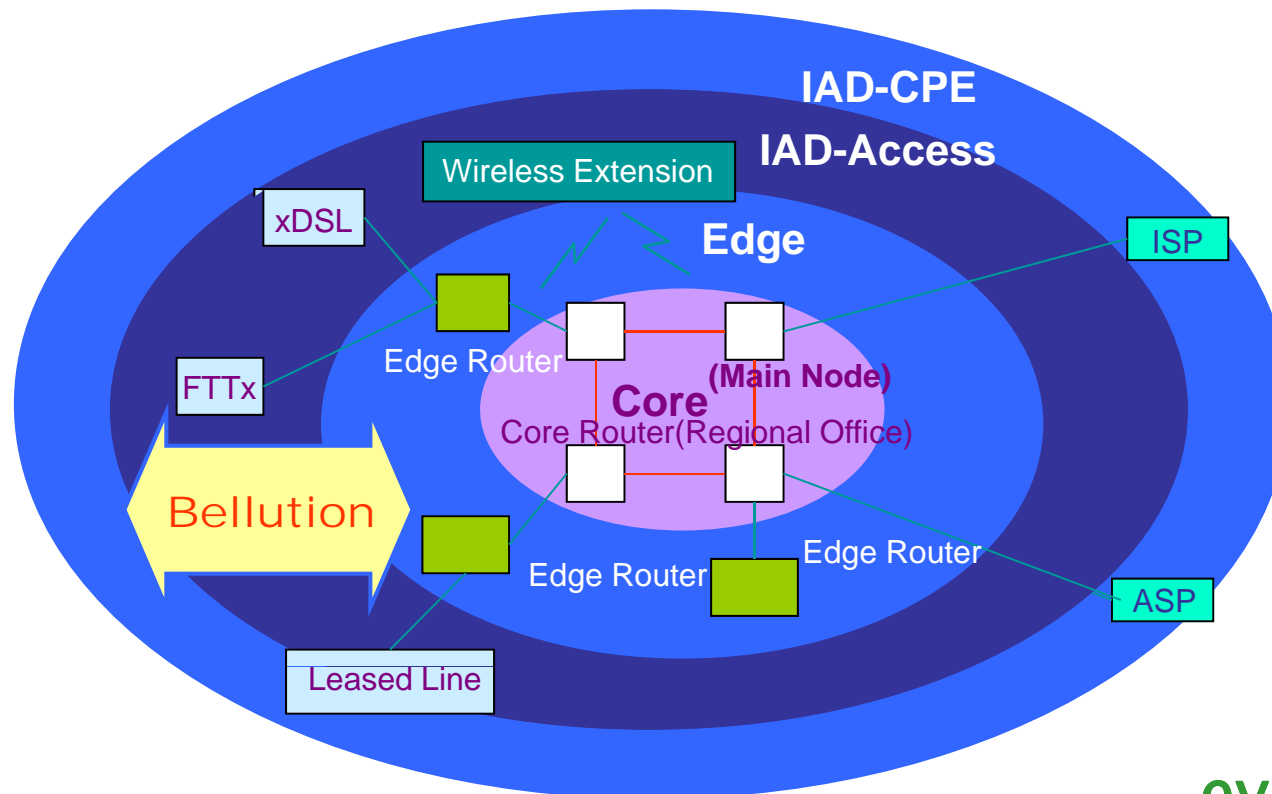 IAD-CPE
IAD-Access
Wireless Extension
xDSL
Edge
ISP
Edge Router
FTTx
(Main Node)
Core
Core Router(Regional Office)
Bellution
Edge Router
Edge Router
ASP
Leased Line